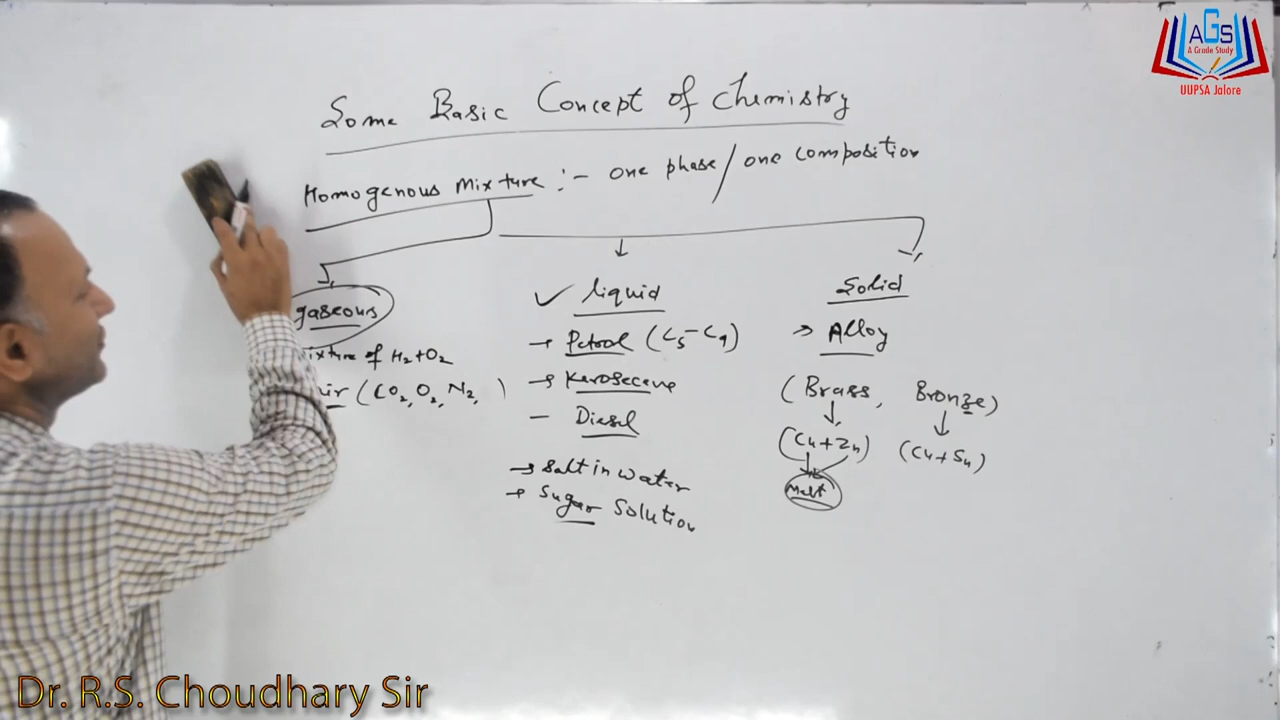 AGS
A Grade Study
UUPSA Jalore
Some Basic Concept of Chemistry
Homogenous Mixture :- one phase/one composition
gaseous
✓ liquid
Solid
→ Petrol (C5-C9)
→ Alloy
ixture of H2+O2
→ Kerosecene
(Brass, Bronze)
ir (CO2, O2, N2, )
- Diesel
(Cu+Zn) (Cu+Sn)
→ Salt in water
Melt
→ Sugar Solution
Dr. R.S. Choudhary Sir